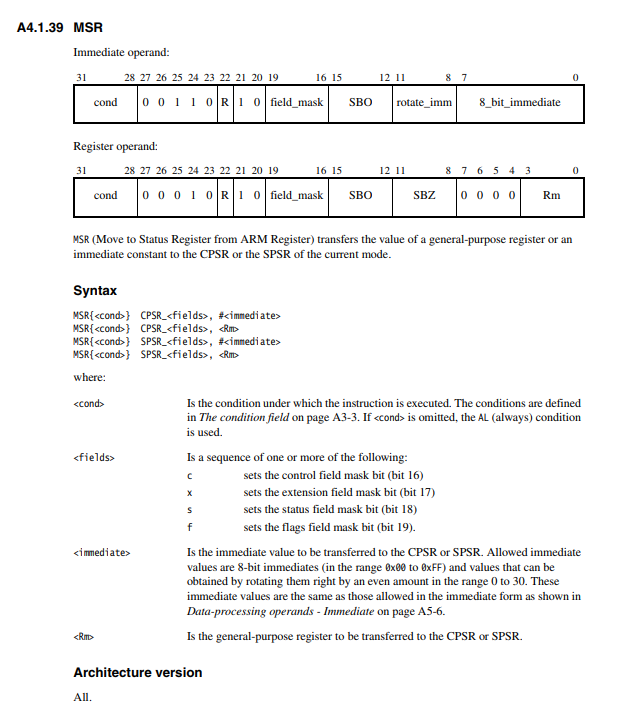 A4.1.39 MSR
Immediate operand:
31 28 27 26 25 24 23 22 21 20 19 16 15 12 11 8 7 0
cond 0 0 1 1 0 R 1 0 field_mask SBO rotate_imm 8_bit_immediate
Register operand:
31 28 27 26 25 24 23 22 21 20 19 16 15 12 11 8 7 6 5 4 3 0
cond 0 0 0 1 0 R 1 0 field_mask SBO SBZ 0 0 0 0 Rm
MSR (Move to Status Register from ARM Register) transfers the value of a general-purpose register or an
immediate constant to the CPSR or the SPSR of the current mode.
Syntax
MSR{<cond>} CPSR_<fields>, #<immediate>
MSR{<cond>} CPSR_<fields>, <Rm>
MSR{<cond>} SPSR_<fields>, #<immediate>
MSR{<cond>} SPSR_<fields>, <Rm>
where:
<cond> Is the condition under which the instruction is executed. The conditions are defined
in The condition field on page A3-3. If <cond> is omitted, the AL (always) condition
is used.
<fields> Is a sequence of one or more of the following:
c sets the control field mask bit (bit 16)
x sets the extension field mask bit (bit 17)
s sets the status field mask bit (bit 18)
f sets the flags field mask bit (bit 19).
<immediate> Is the immediate value to be transferred to the CPSR or SPSR. Allowed immediate
values are 8-bit immediates (in the range 0x00 to 0xFF) and values that can be
obtained by rotating them right by an even amount in the range 0 to 30. These
immediate values are the same as those allowed in the immediate form as shown in
Data-processing operands - Immediate on page A5-6.
<Rm> Is the general-purpose register to be transferred to the CPSR or SPSR.
Architecture version
All.